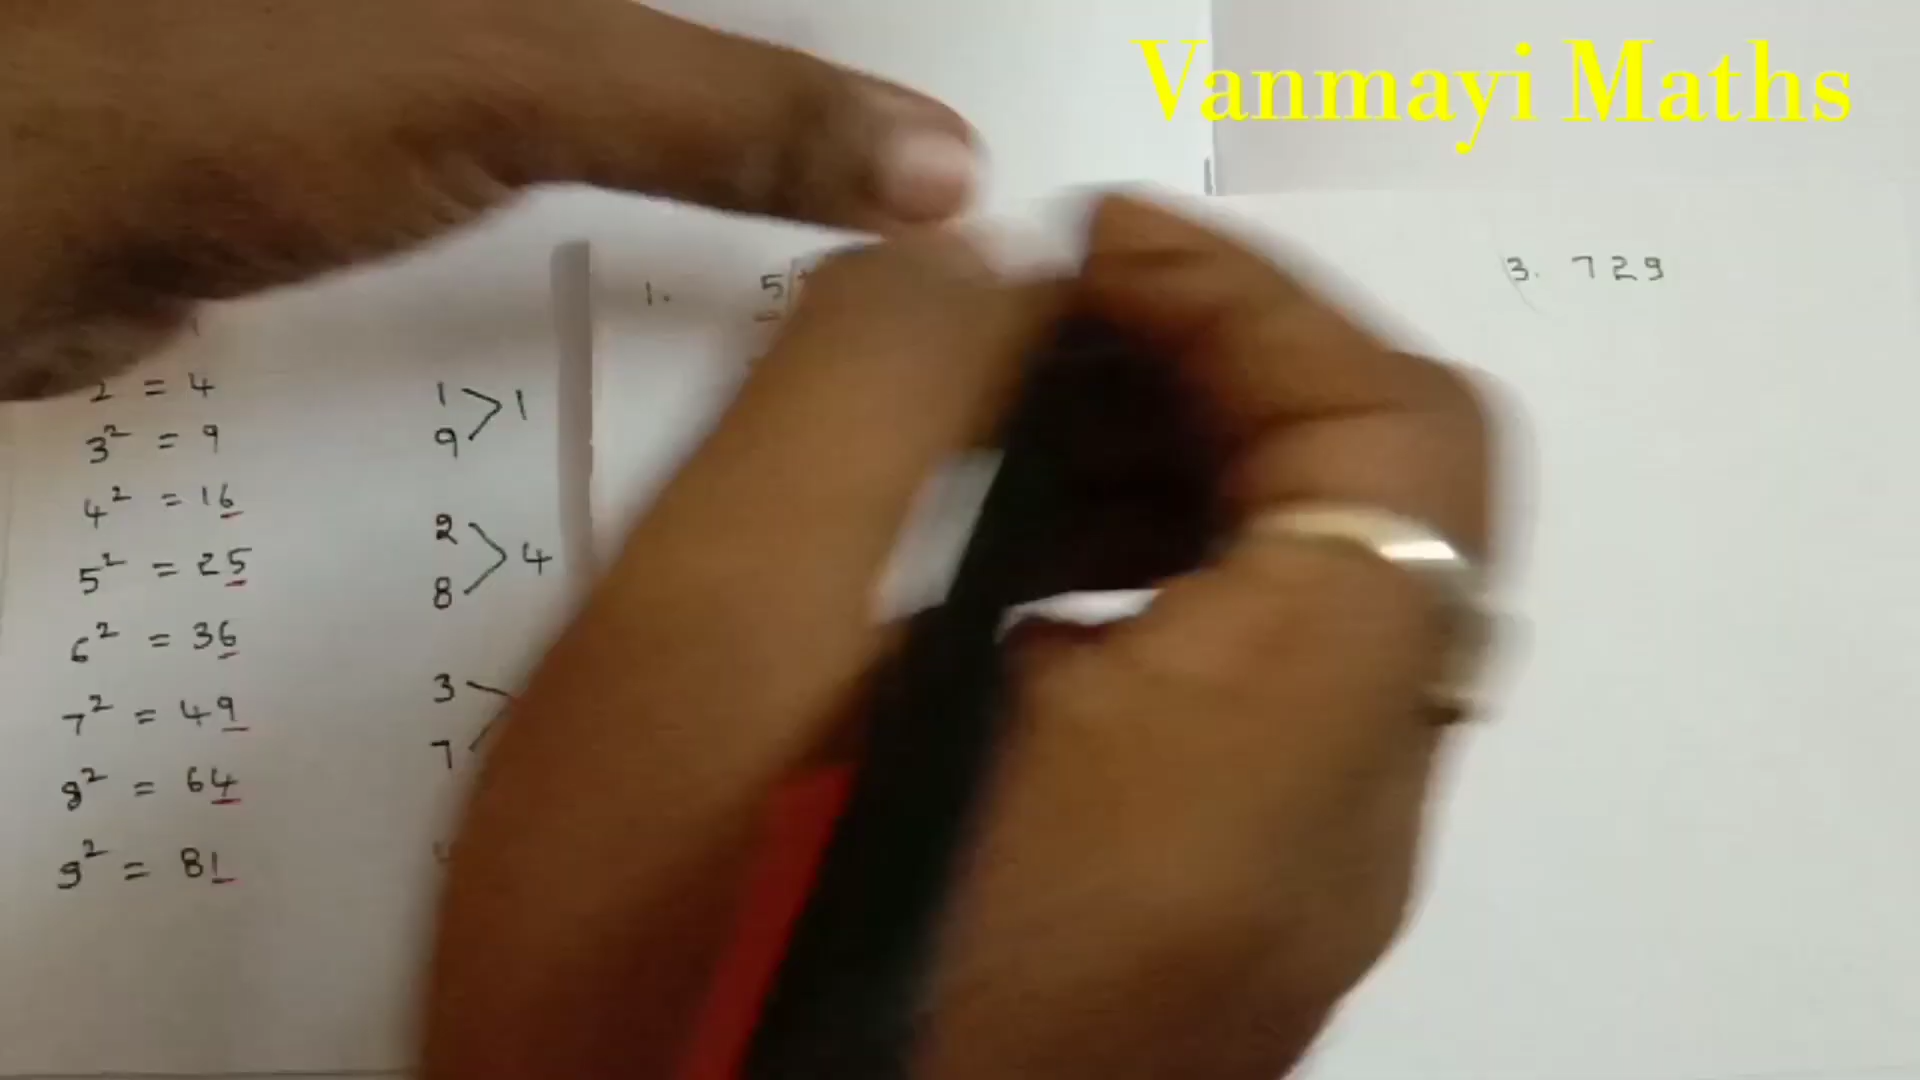 Vanmayi Maths
2 = 4
3² = 9
4² = 16
5² = 25
6² = 36
7² = 49
8² = 64
9² = 81
1
9
1
2
8
4
3
7
1. 5
3. 729